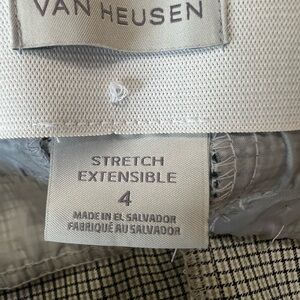 VAN HEUSEN
STRETCH
EXTENSIBLE
4
MADE IN EL SALVADOR
FABRIQUÉ AU SALVADOR